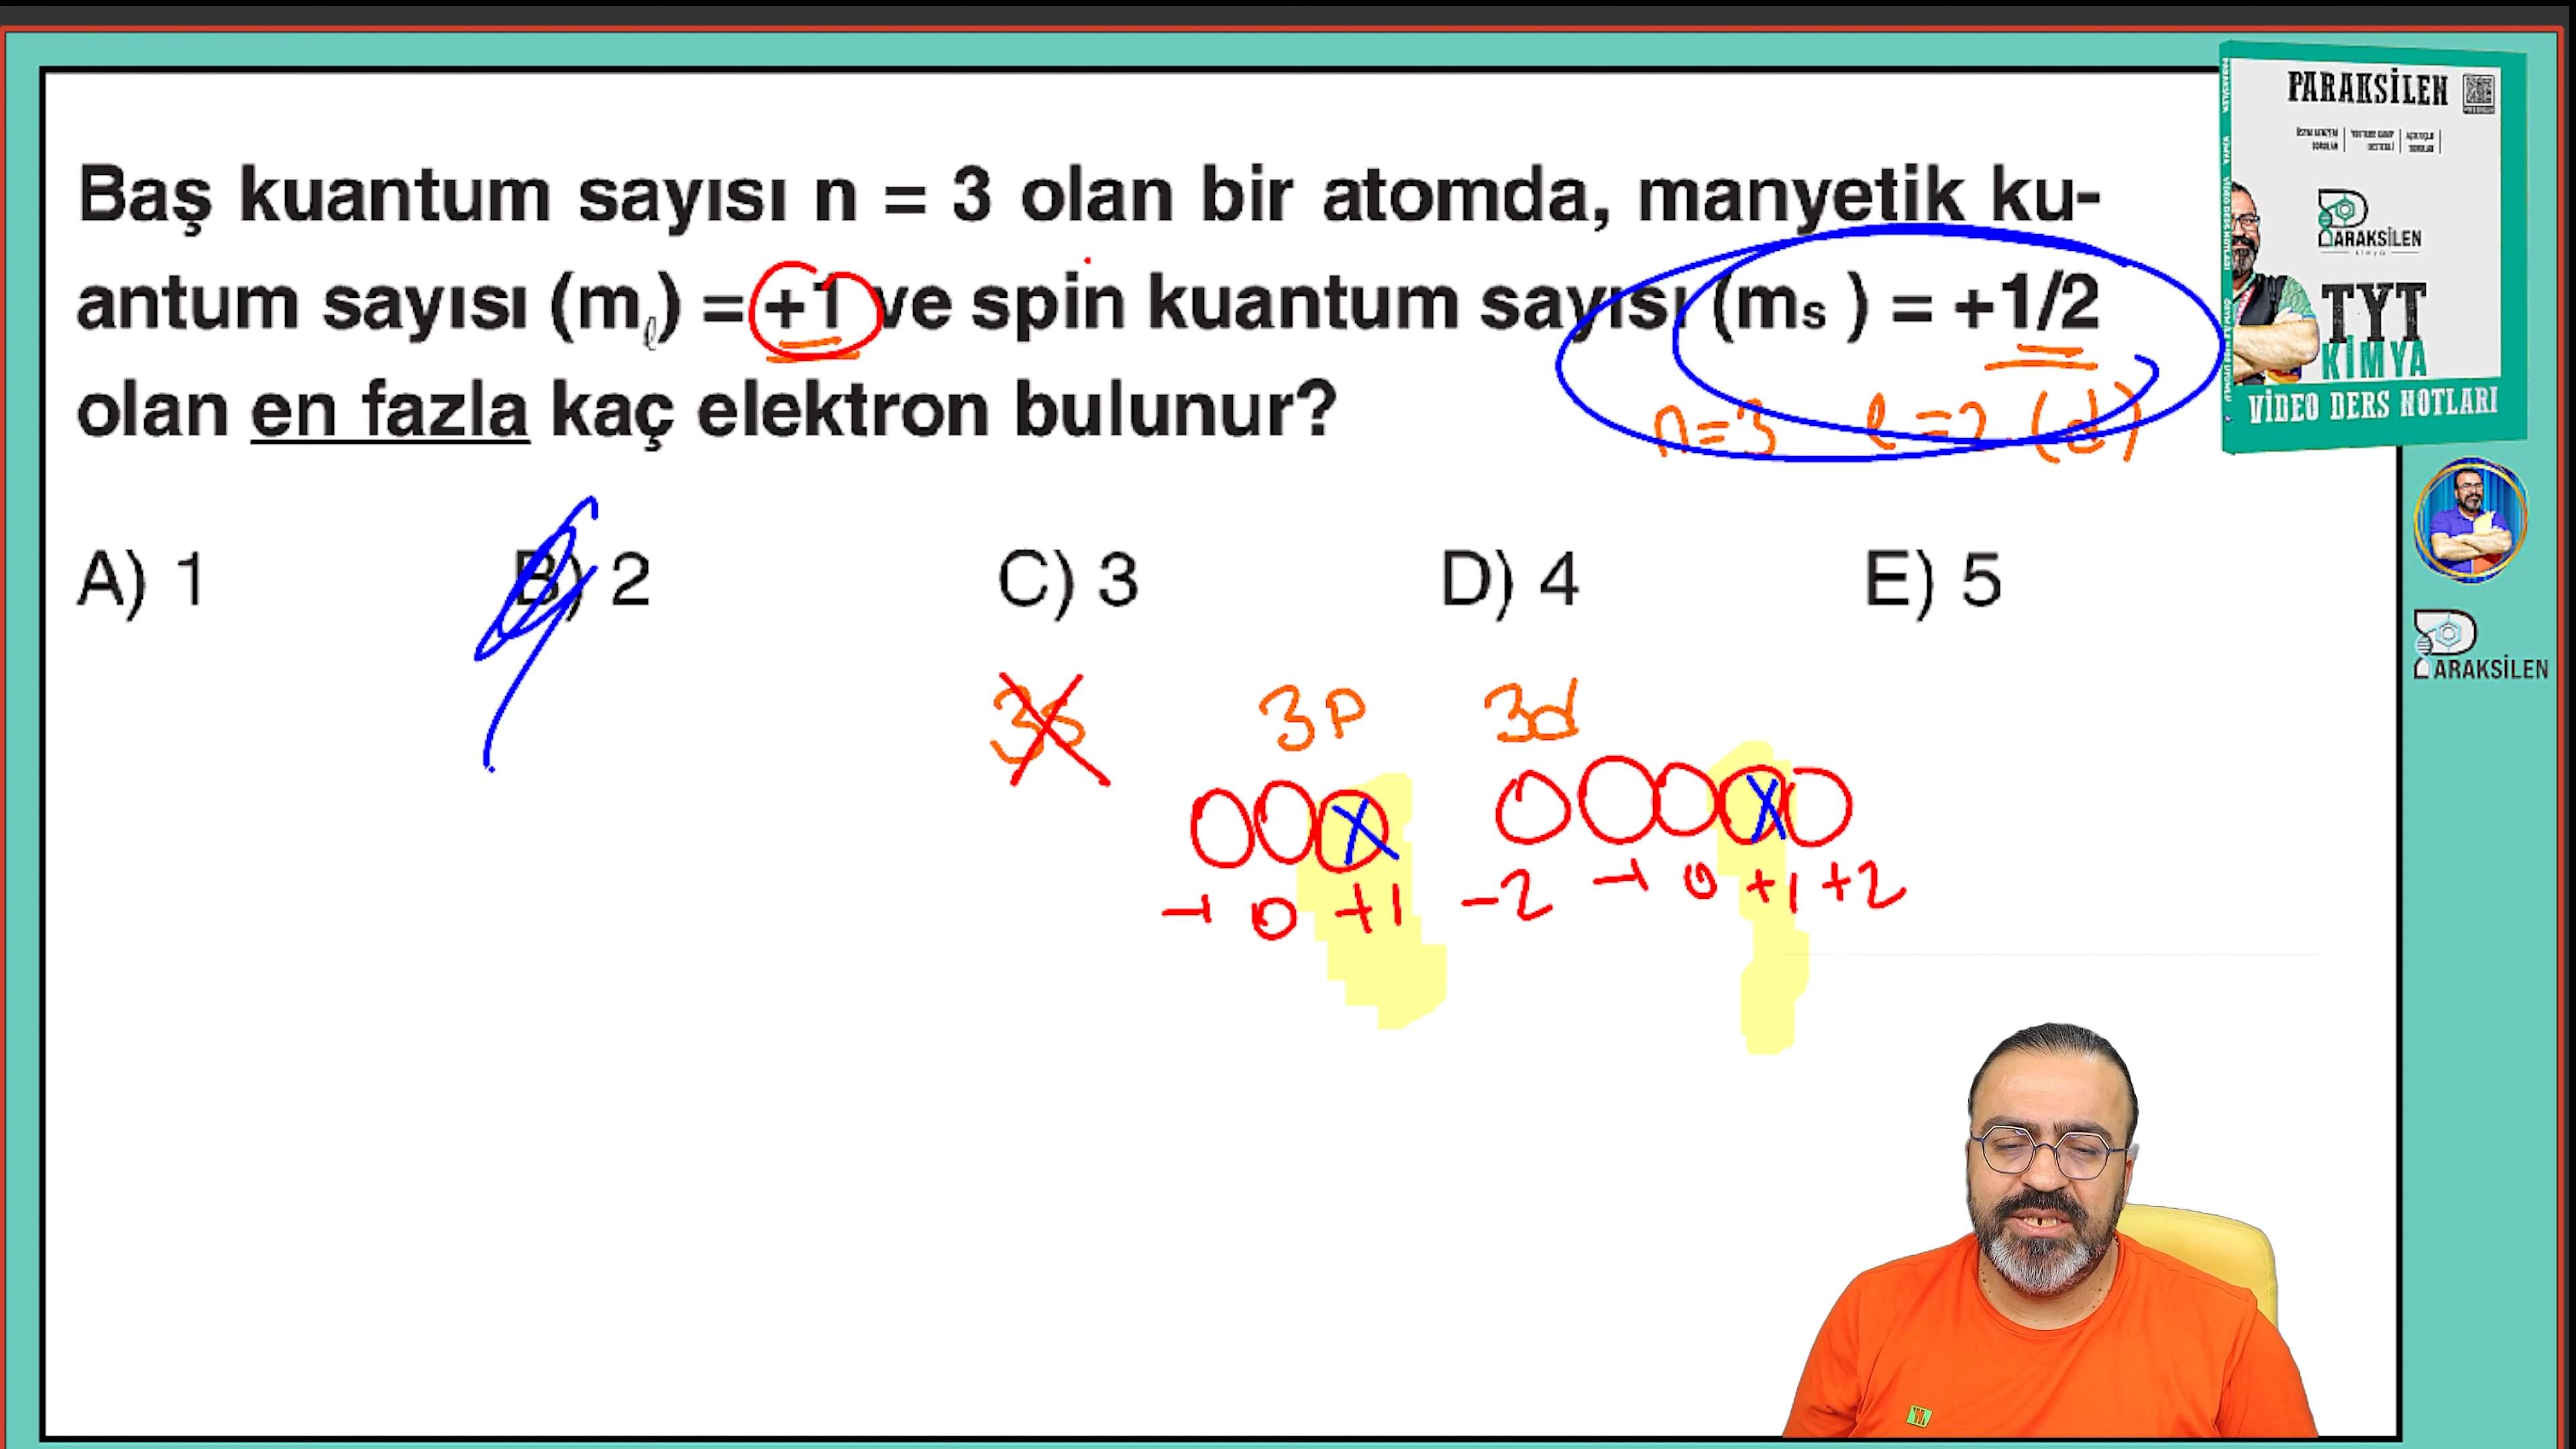 PARAKSİLEN
PARAKSİLEN
kimya
TYT
KİMYA
VİDEO DERS NOTLARI
Baş kuantum sayısı n = 3 olan bir atomda, manyetik ku-
antum sayısı (mℓ) = +1 ve spin kuantum sayısı (ms ) = +1/2
olan en fazla kaç elektron bulunur?
n=3 ℓ=2 (d)
A) 1 B) 2 C) 3 D) 4 E) 5
PARAKSİLEN
3s 3p 3d
-1 0 +1 -2 -1 0 +1 +2